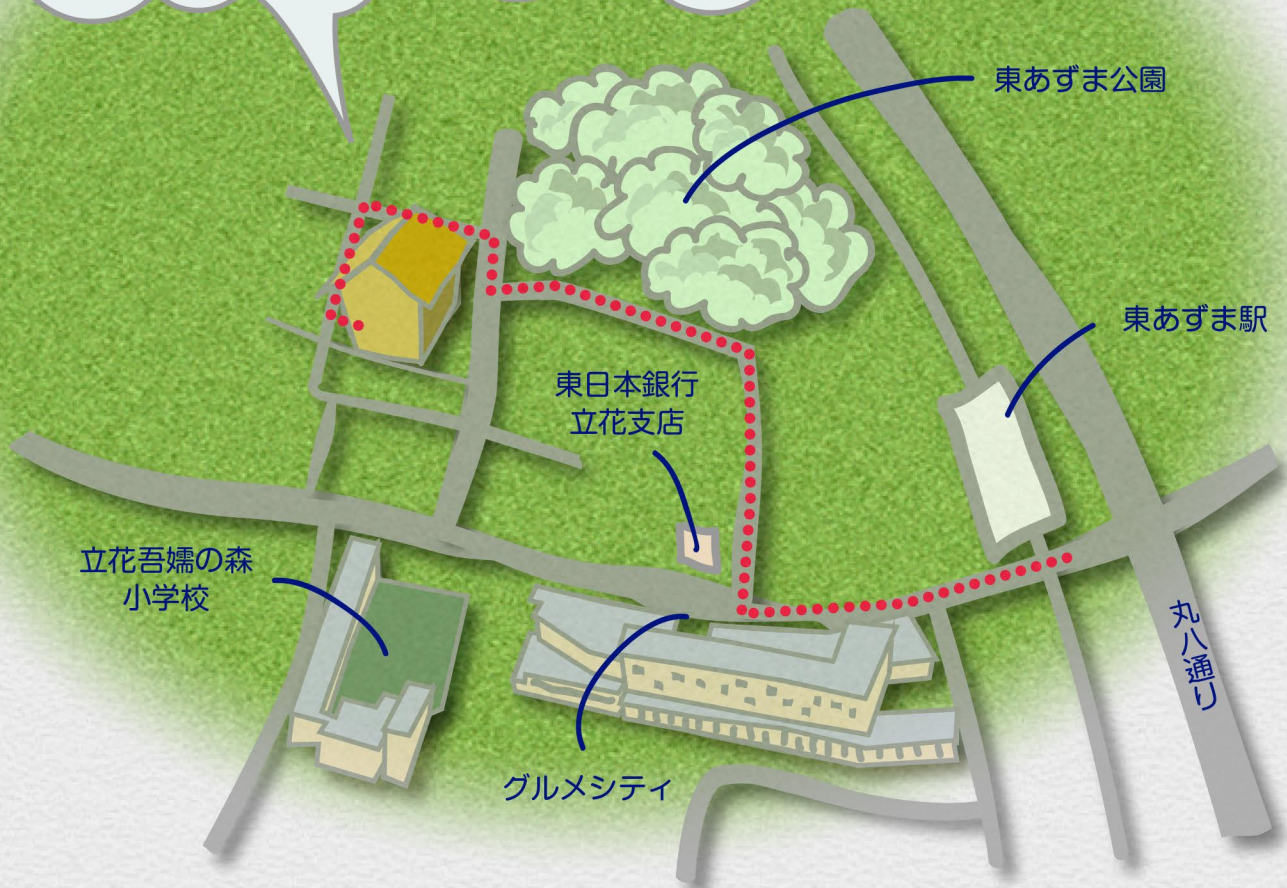 東あずま公園
東あずま駅
東日本銀行
立花支店
立花吾嬬の森
小学校
グルメシティ
丸八通り